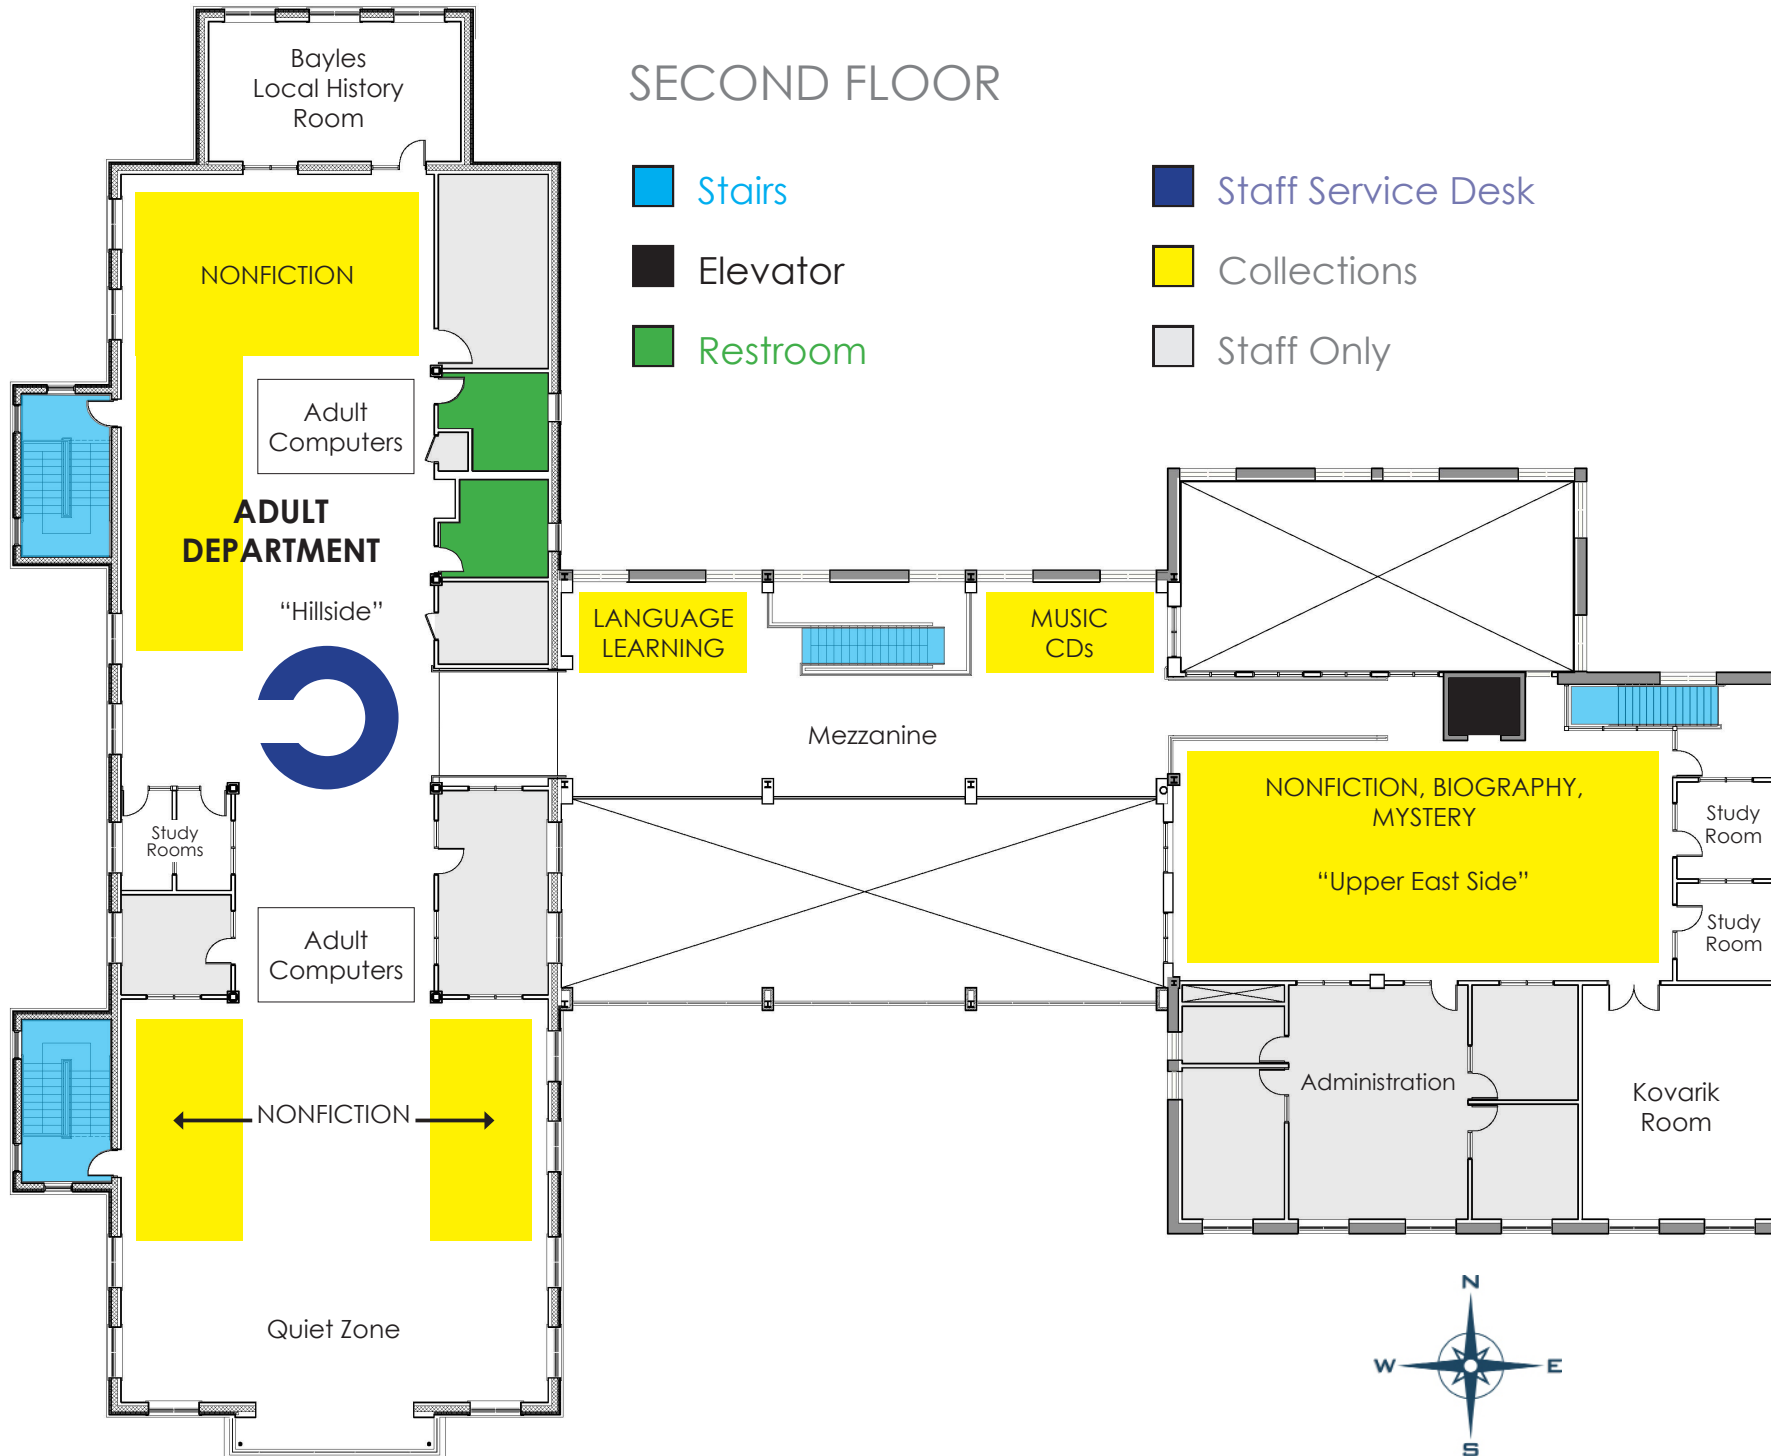 Bayles
Local History
Room
SECOND FLOOR
Stairs
Staff Service Desk
Elevator
Collections
Restroom
Staff Only
NONFICTION
Adult
Computers
ADULT
DEPARTMENT
“Hillside”
LANGUAGE
LEARNING
MUSIC
CDs
Mezzanine
NONFICTION, BIOGRAPHY,
MYSTERY
“Upper East Side”
Study
Room
Study
Room
Study
Rooms
Adult
Computers
NONFICTION
Administration
Kovarik
Room
Quiet Zone
N
W E
S